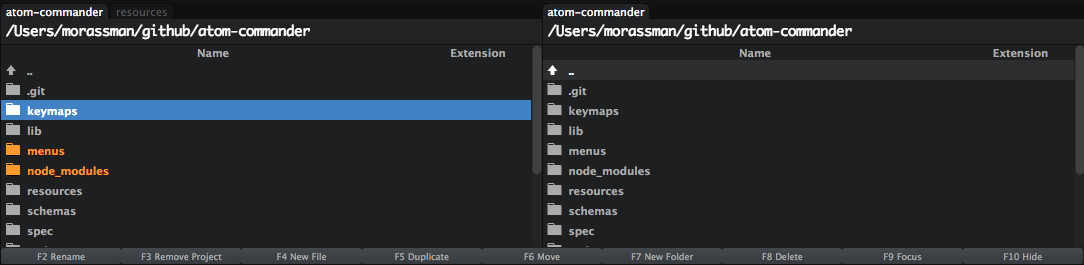 atom-commander resources
/Users/morassman/github/atom-commander
Name Extension
..
.git
keymaps
lib
menus
node_modules
resources
schemas
spec
atom-commander
/Users/morassman/github/atom-commander
Name Extension
..
.git
keymaps
lib
menus
node_modules
resources
schemas
spec
F2 Rename F3 Remove Project F4 New File F5 Duplicate F6 Move F7 New Folder F8 Delete F9 Focus F10 Hide